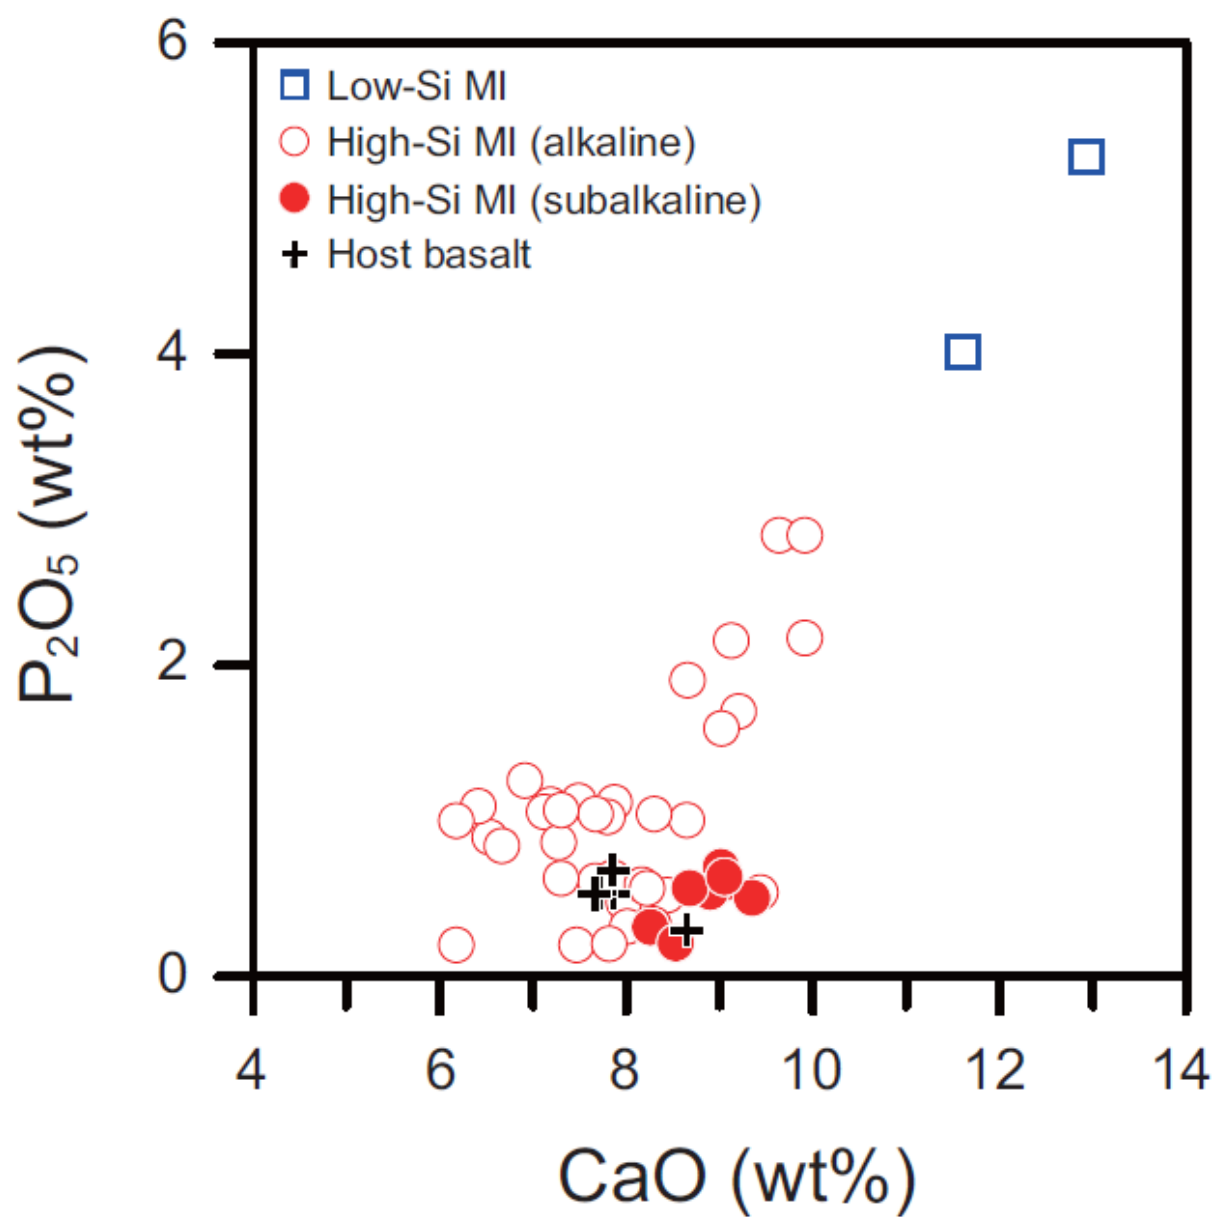 6
Low-Si MI
High-Si MI (alkaline)
High-Si MI (subalkaline)
Host basalt
4
2
0
P₂O₅ (wt%)
4 6 8 10 12 14
CaO (wt%)